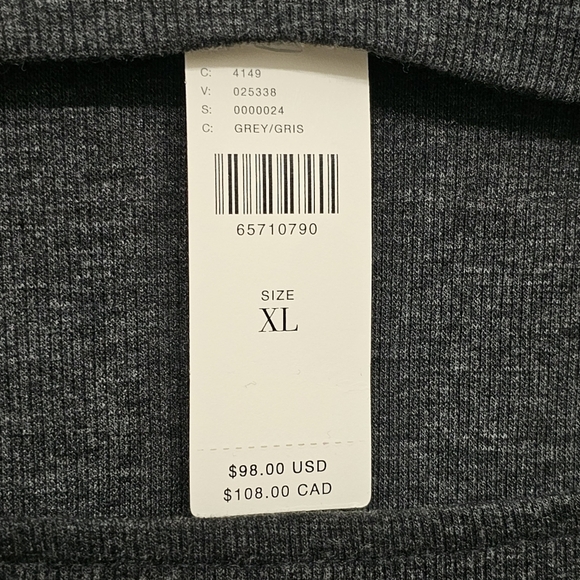 C: 4149
V: 025338
S: 0000024
C: GREY/GRIS
65710790
SIZE
XL
$98.00 USD
$108.00 CAD